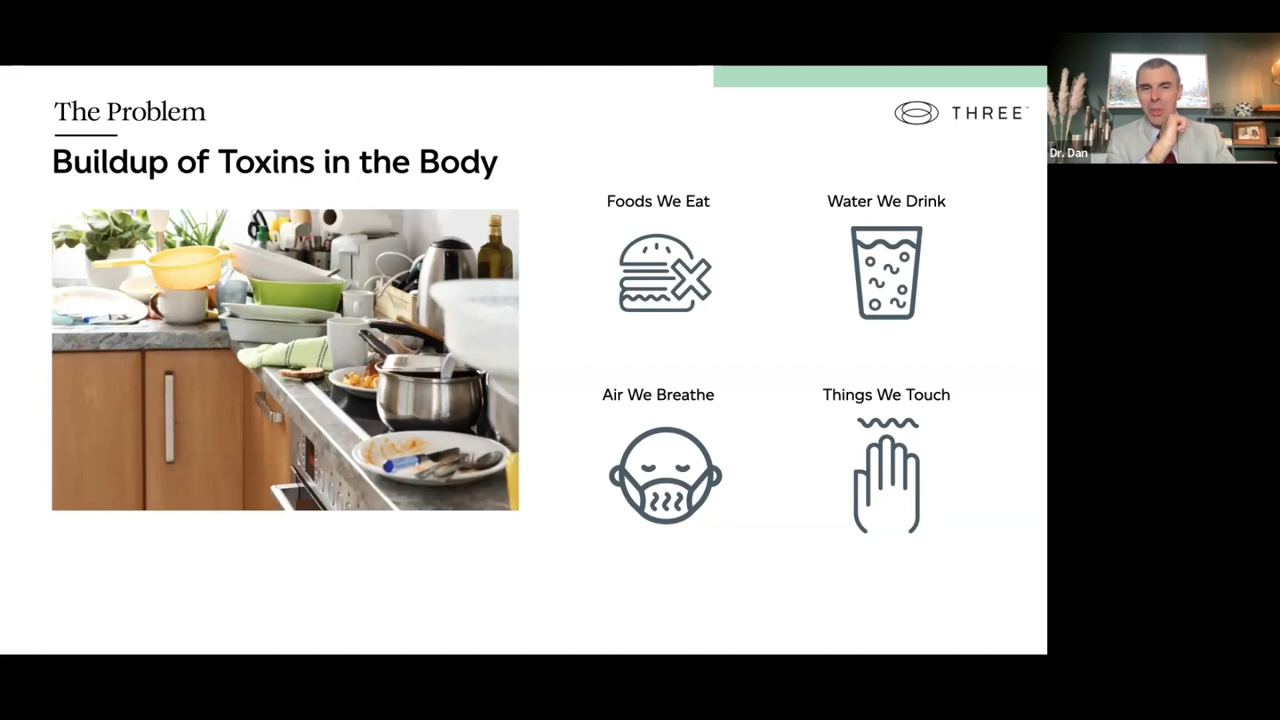 The Problem
THREE™
Buildup of Toxins in the Body
Foods We Eat
Water We Drink
Air We Breathe
Things We Touch
Dr. Dan